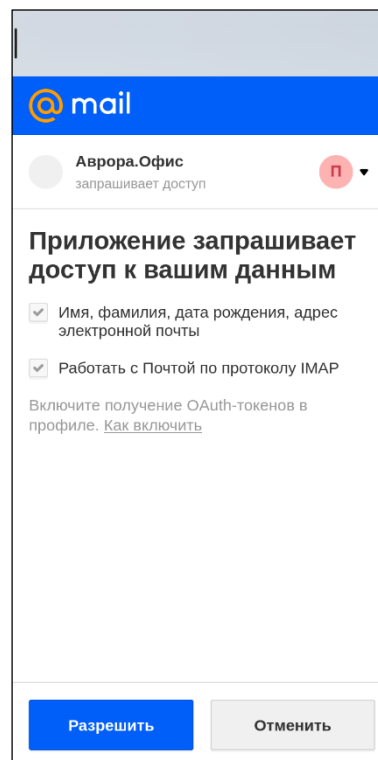 @ mail
Аврора.Офис
запрашивает доступ
П
Приложение запрашивает
доступ к вашим данным
Имя, фамилия, дата рождения, адрес
электронной почты
Работать с Почтой по протоколу IMAP
Включите получение OAuth-токенов в
профиле. Как включить
Разрешить
Отменить